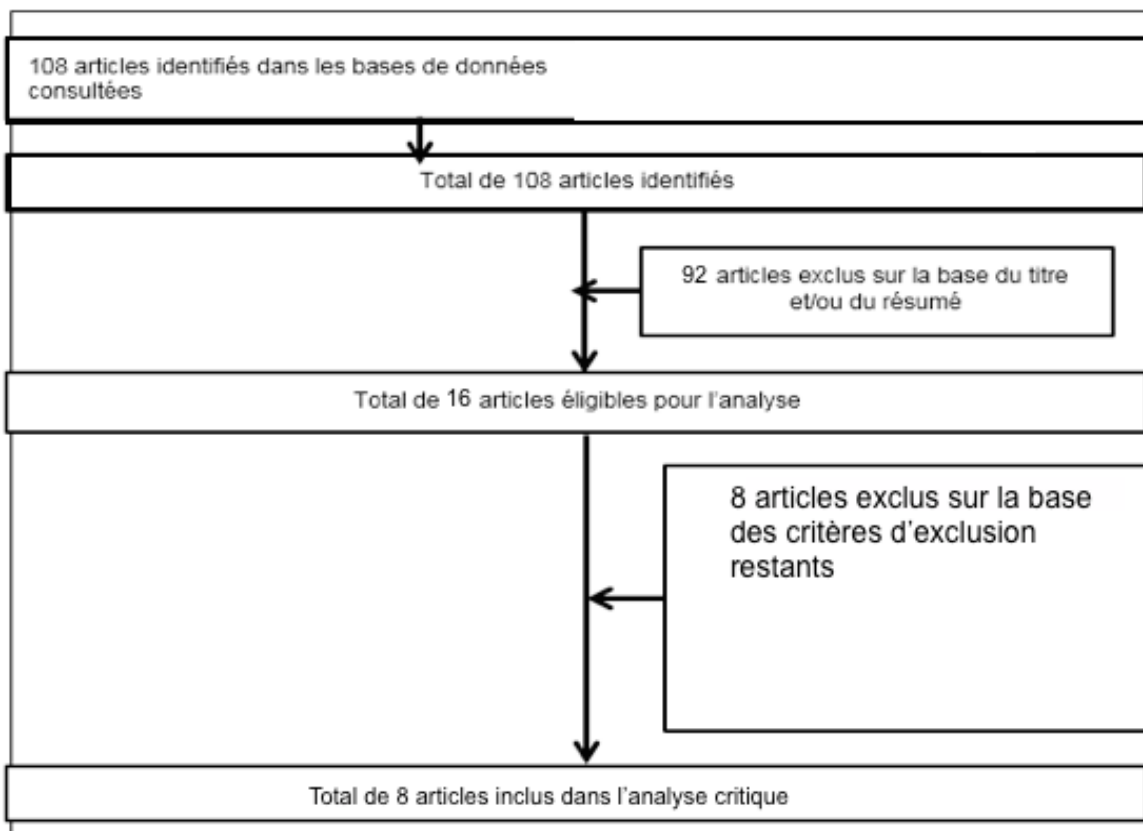 108 articles identifiés dans les bases de données
consultées
Total de 108 articles identifiés
92 articles exclus sur la base du titre
et/ou du résumé
Total de 16 articles éligibles pour l'analyse
8 articles exclus sur la base
des critères d'exclusion
restants
Total de 8 articles inclus dans l'analyse critique